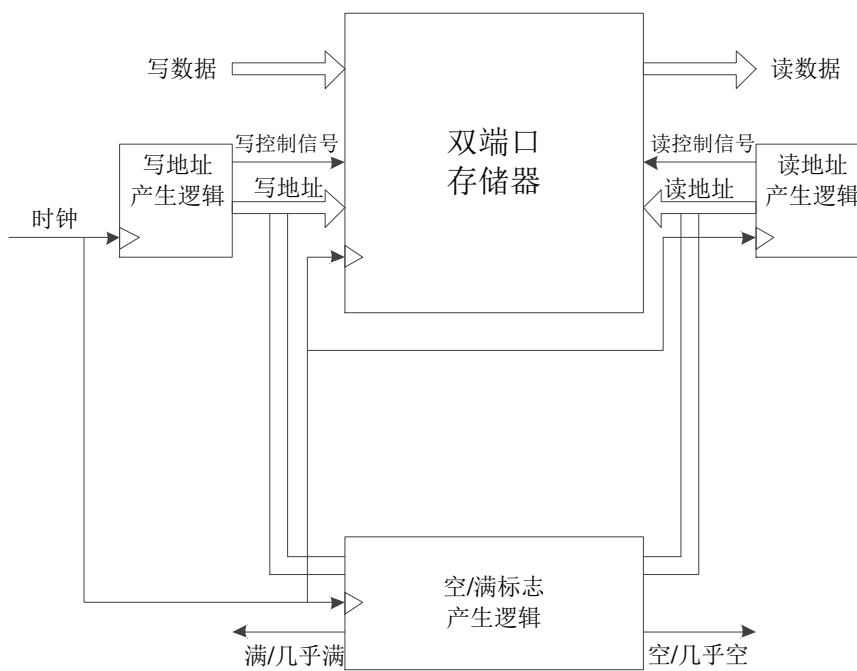 写数据
读数据
双端口
存储器
写控制信号
读控制信号
写地址
产生逻辑
写地址
读地址
读地址
产生逻辑
时钟
空/满标志
产生逻辑
满/几乎满
空/几乎空